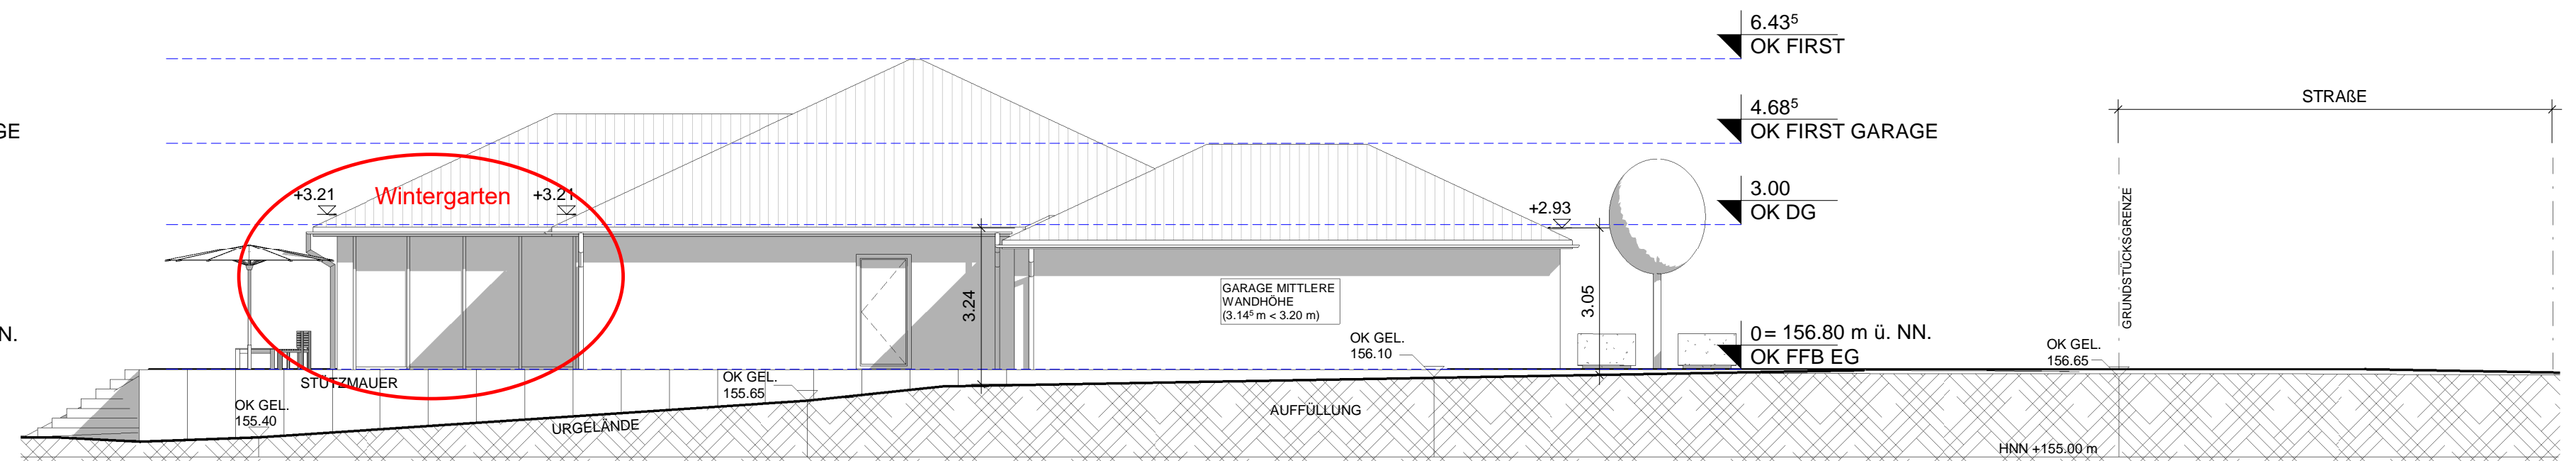 6.43⁵
OK FIRST
4.68⁵
OK FIRST GARAGE
GE
STRAßE
3.00
OK DG
+3.21
Wintergarten
+3.21
+2.93
GRUNDSTÜCKSGRENZE
3.24
GARAGE MITTLERE
WANDHÖHE
(3.14⁵ m < 3.20 m)
3.05
N.
0= 156.80 m ü. NN.
OK FFB EG
OK GEL.
156.10
OK GEL.
156.65
STÜTZMAUER
OK GEL.
155.65
OK GEL.
155.40
URGELÄNDE
AUFFÜLLUNG
HNN +155.00 m